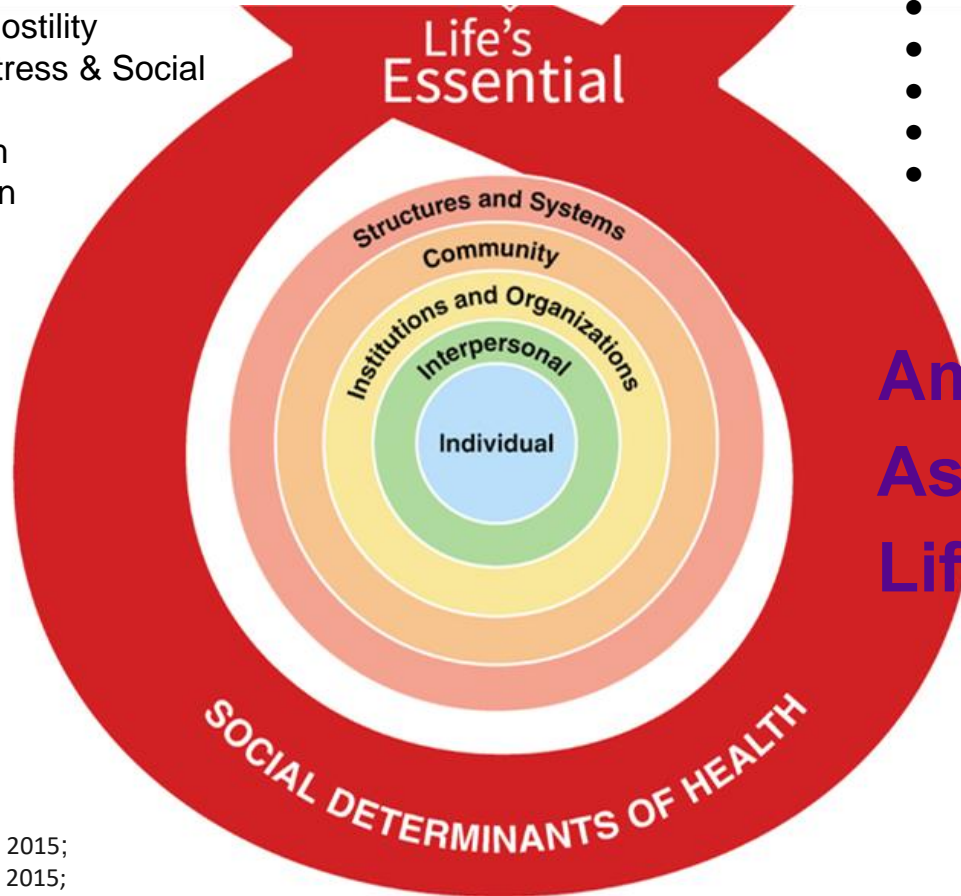 ostility
tress & Social
n
n
Life's
Essential
•
•
•
•
•
Structures and Systems
Community
Institutions and Organizations
Interpersonal
Individual
An
As
Lif
SOCIAL DETERMINANTS OF HEALTH
2015;
2015;